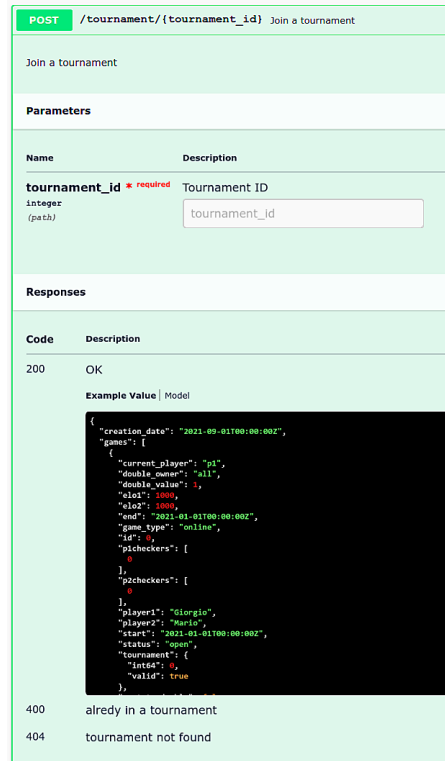 POST /tournament/{tournament_id} Join a tournament
Join a tournament
Parameters
Name Description
tournament_id * required Tournament ID
integer tournament_id
(path)
Responses
Code Description
200 OK
Example Value | Model
{
"creation_date": "2021-09-01T00:00:00Z",
"games": [
{
"current_player": "p1",
"double_owner": "all",
"double_value": 1,
"elo1": 1000,
"elo2": 1000,
"end": "2021-01-01T00:00:00Z",
"game_type": "online",
"id": 0,
"p1checkers": [
0
],
"p2checkers": [
0
],
"player1": "Giorgio",
"player2": "Mario",
"start": "2021-01-01T00:00:00Z",
"status": "open",
"tournament": {
"int64": 0,
"valid": true
},
400 alredy in a tournament
404 tournament not found